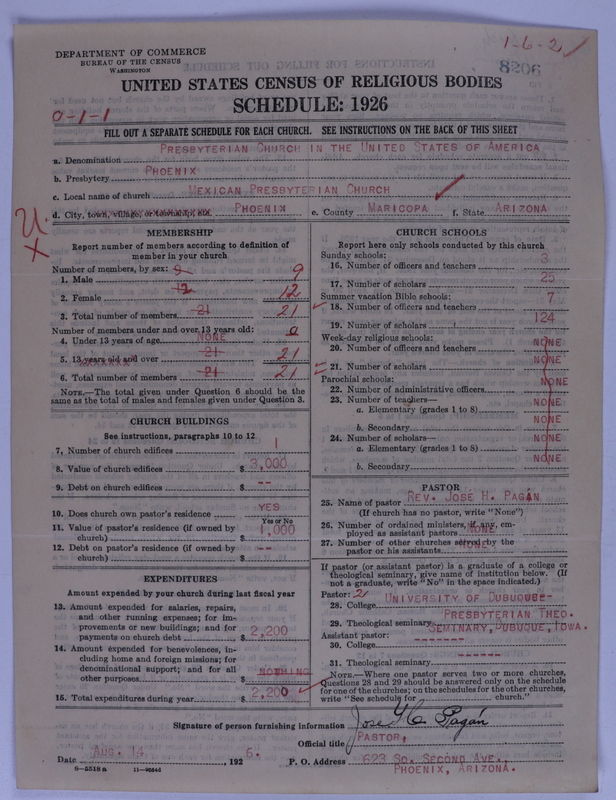 1-6-2
8206
DEPARTMENT OF COMMERCE
BUREAU OF THE CENSUS
WASHINGTON
UNITED STATES CENSUS OF RELIGIOUS BODIES
SCHEDULE: 1926
0-1-1
FILL OUT A SEPARATE SCHEDULE FOR EACH CHURCH. SEE INSTRUCTIONS ON THE BACK OF THIS SHEET
a. Denomination PRESBYTERIAN CHURCH IN THE UNITED STATES OF AMERICA
b. Presbytery PHOENIX
c. Local name of church MEXICAN PRESBYTERIAN CHURCH
d. City, town, village, or township, etc. PHOENIX e. County MARICOPA f. State ARIZONA
U
X
MEMBERSHIP
Report number of members according to definition of
member in your church
Number of members, by sex: 9
1. Male 9
2. Female 12 12
3. Total number of members 21 21
Number of members under and over 13 years old: 0
4. Under 13 years of age NONE
5. 13 years old and over 21 21
6. Total number of members 21 21
NOTE.—The total given under Question 6 should be
same as the total of males and females given under Question 3.
CHURCH BUILDINGS
See instructions, paragraphs 10 to 12
7. Number of church edifices 1
8. Value of church edifices $ 3,000
9. Debt on church edifices $ --
10. Does church own pastor's residence YES
Yes or No
11. Value of pastor's residence (if owned by
church) $ 1,000
12. Debt on pastor's residence (if owned by
church) $ --
EXPENDITURES
Amount expended by your church during last fiscal year
13. Amount expended for salaries, repairs,
and other running expenses; for im-
provements or new buildings; and for
payments on church debt $ 2,200
14. Amount expended for benevolences, in-
cluding home and foreign missions; for
denominational support; and for all
other purposes $ NOTHING
15. Total expenditures during year $ 2,200
CHURCH SCHOOLS
Report here only schools conducted by this church
Sunday schools:
16. Number of officers and teachers 3
17. Number of scholars 25
Summer vacation Bible schools:
18. Number of officers and teachers 7
19. Number of scholars 124
Week-day religious schools:
20. Number of officers and teachers NONE
21. Number of scholars NONE
Parochial schools:
22. Number of administrative officers NONE
23. Number of teachers—
a. Elementary (grades 1 to 8) NONE
b. Secondary NONE
24. Number of scholars—
a. Elementary (grades 1 to 8) NONE
b. Secondary NONE
PASTOR
25. Name of pastor REV. JOSÉ H. PAGÁN
(If church has no pastor, write "None")
26. Number of ordained ministers, if any, em-
ployed as assistant pastors NONE
27. Number of other churches served by the
pastor or his assistants NONE
If pastor (or assistant pastor) is a graduate of a college or
theological seminary, give name of institution below. (If
not a graduate, write "No" in the space indicated.)
Pastor: 21
28. College UNIVERSITY OF DUBUQUE-
29. Theological seminary PRESBYTERIAN THEO.
SEMINARY, DUBUQUE, IOWA.
Assistant pastor:
30. College ------
31. Theological seminary ------
NOTE.—Where one pastor serves two or more churches,
Questions 28 and 29 should be answered only on the schedule
for one of the churches; on the schedules for the other churches,
write "See schedule for church."
Signature of person furnishing information José H. Pagán
Official title PASTOR,
Date AUG. 14, 1926. P. O. Address 623 SO. SECOND AVE.,
PHOENIX, ARIZONA.
6-2518a